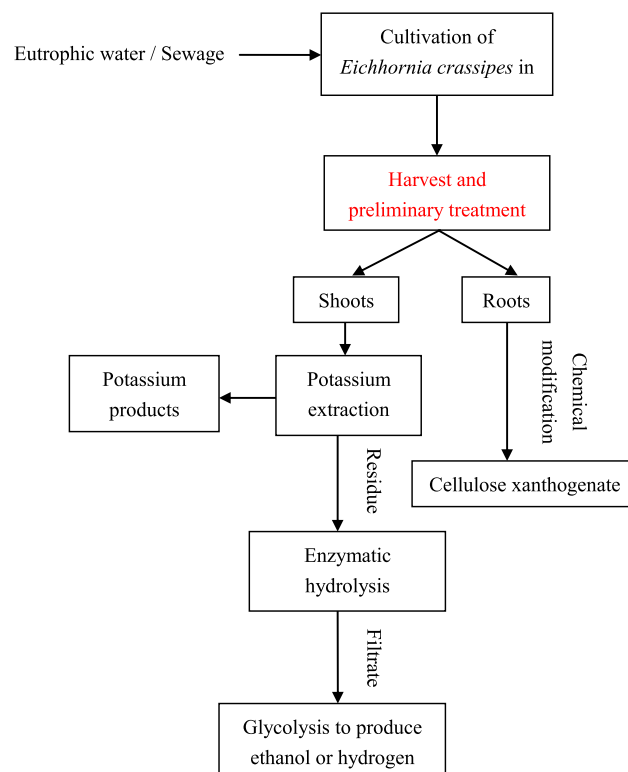 Eutrophic water / Sewage
Cultivation of
Eichhornia crassipes in
Harvest and
preliminary treatment
Shoots
Roots
Chemical
modification
Potassium
products
Potassium
extraction
Residue
Cellulose xanthogenate
Enzymatic
hydrolysis
Filtrate
Glycolysis to produce
ethanol or hydrogen